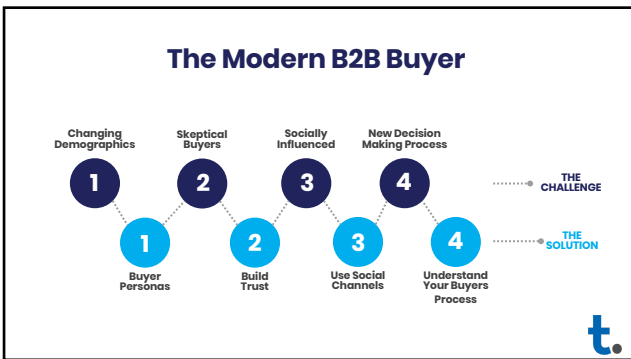 The Modern B2B Buyer
Changing
Demographics
Skeptical
Buyers
Socially
Influenced
New Decision
Making Process
1
2
3
4
THE
CHALLENGE
1
2
3
4
THE
SOLUTION
Buyer
Personas
Build
Trust
Use Social
Channels
Understand
Your Buyers
Process
t.